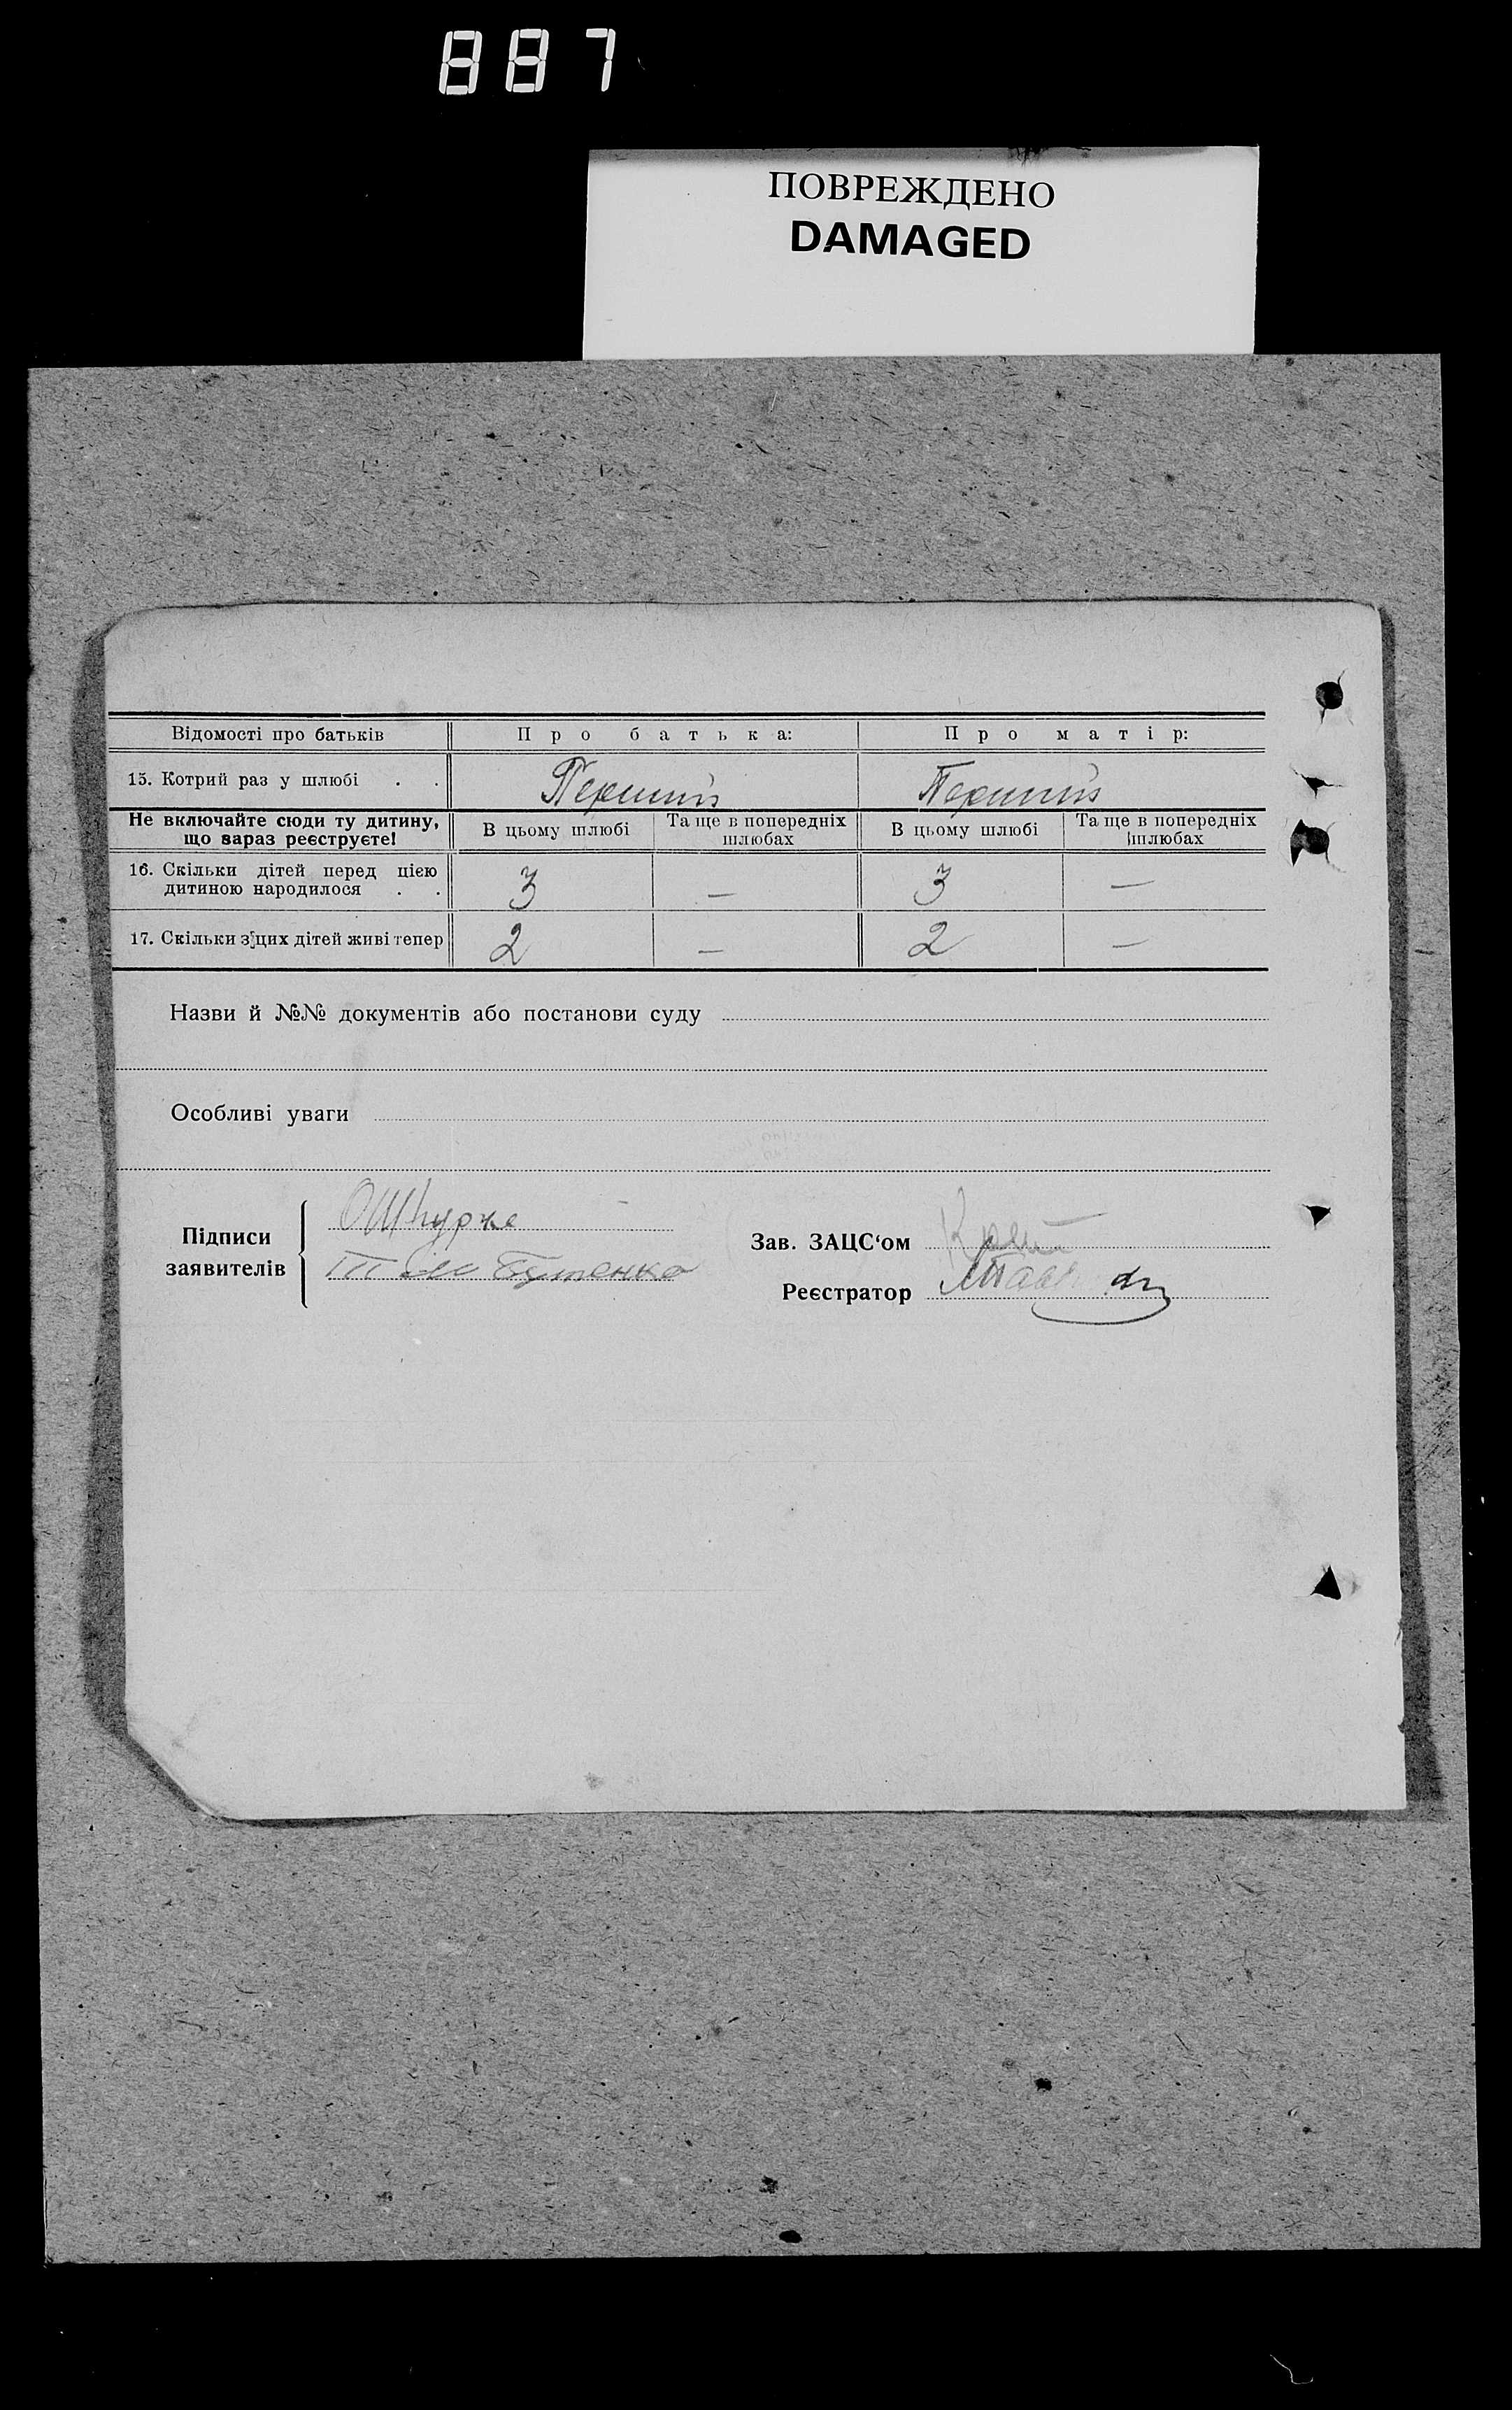 887
ПОВРЕЖДЕНО
DAMAGED
Відомості про батьків Про батька: Про матір:
15. Котрий раз у шлюбі . . Перший Перший
Не включайте сюди ту дитину, що зараз реєструєте! В цьому шлюбі Та ще в попередніх шлюбах В цьому шлюбі Та ще в попередніх шлюбах
16. Скільки дітей перед цією дитиною народилося . . 3 — 3 —
17. Скільки з цих дітей живі тепер 2 — 2 —
Назви й №№ документів або постанови суду
Особливі уваги
Підписи
заявителів
Бутенко
Зав. ЗАЦС'ом
Реєстратор